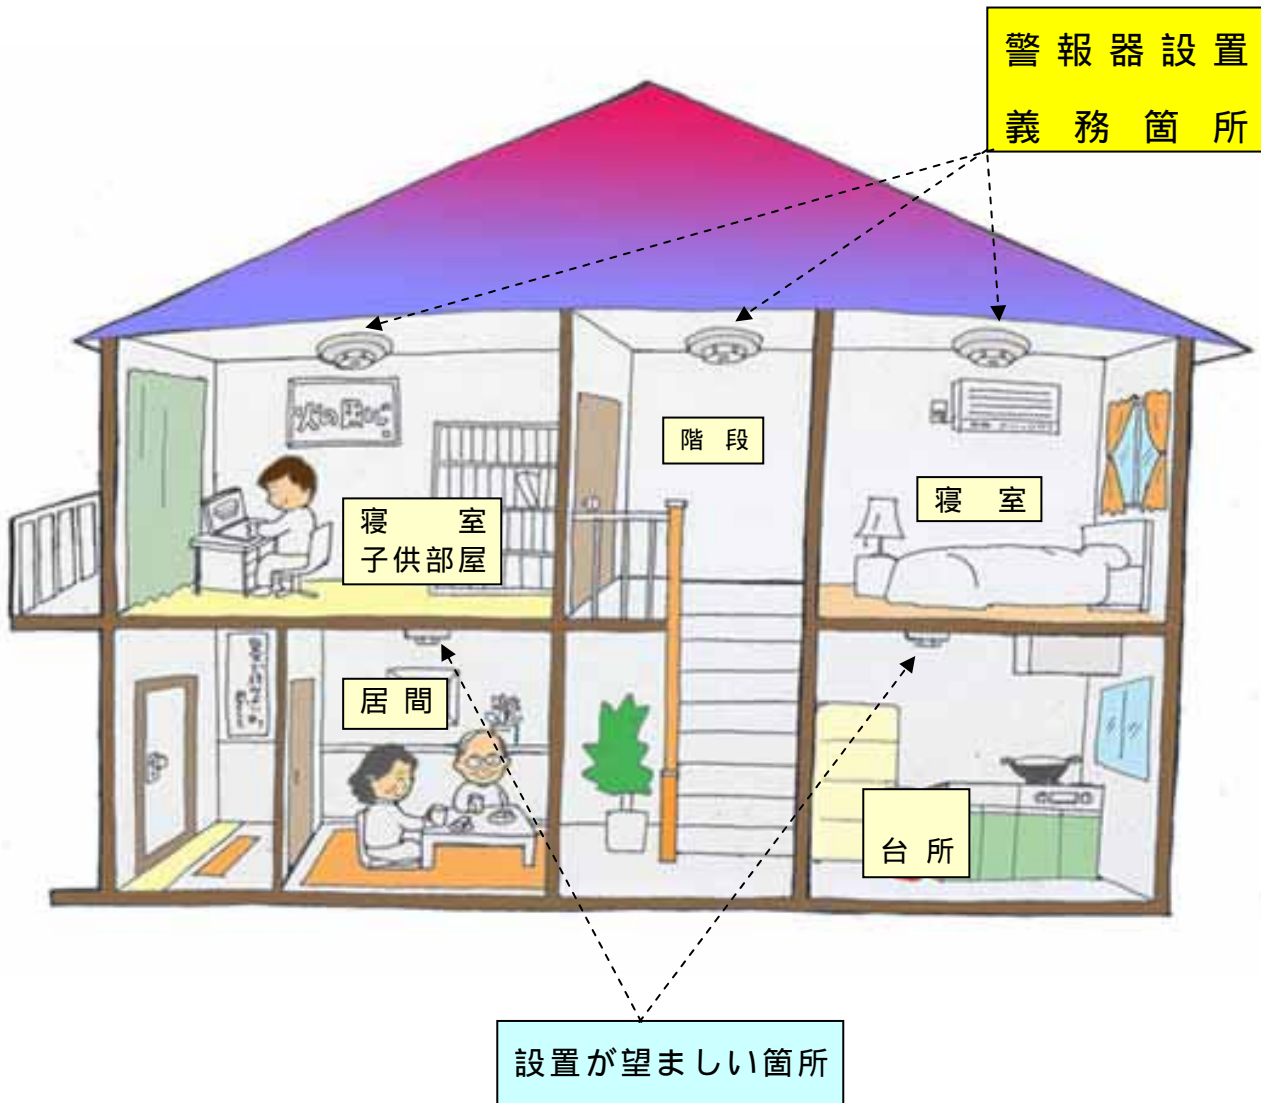 警報器設置
義務箇所
火の用心
階段
寝室
寝室
子供部屋
居間
台所
設置が望ましい箇所